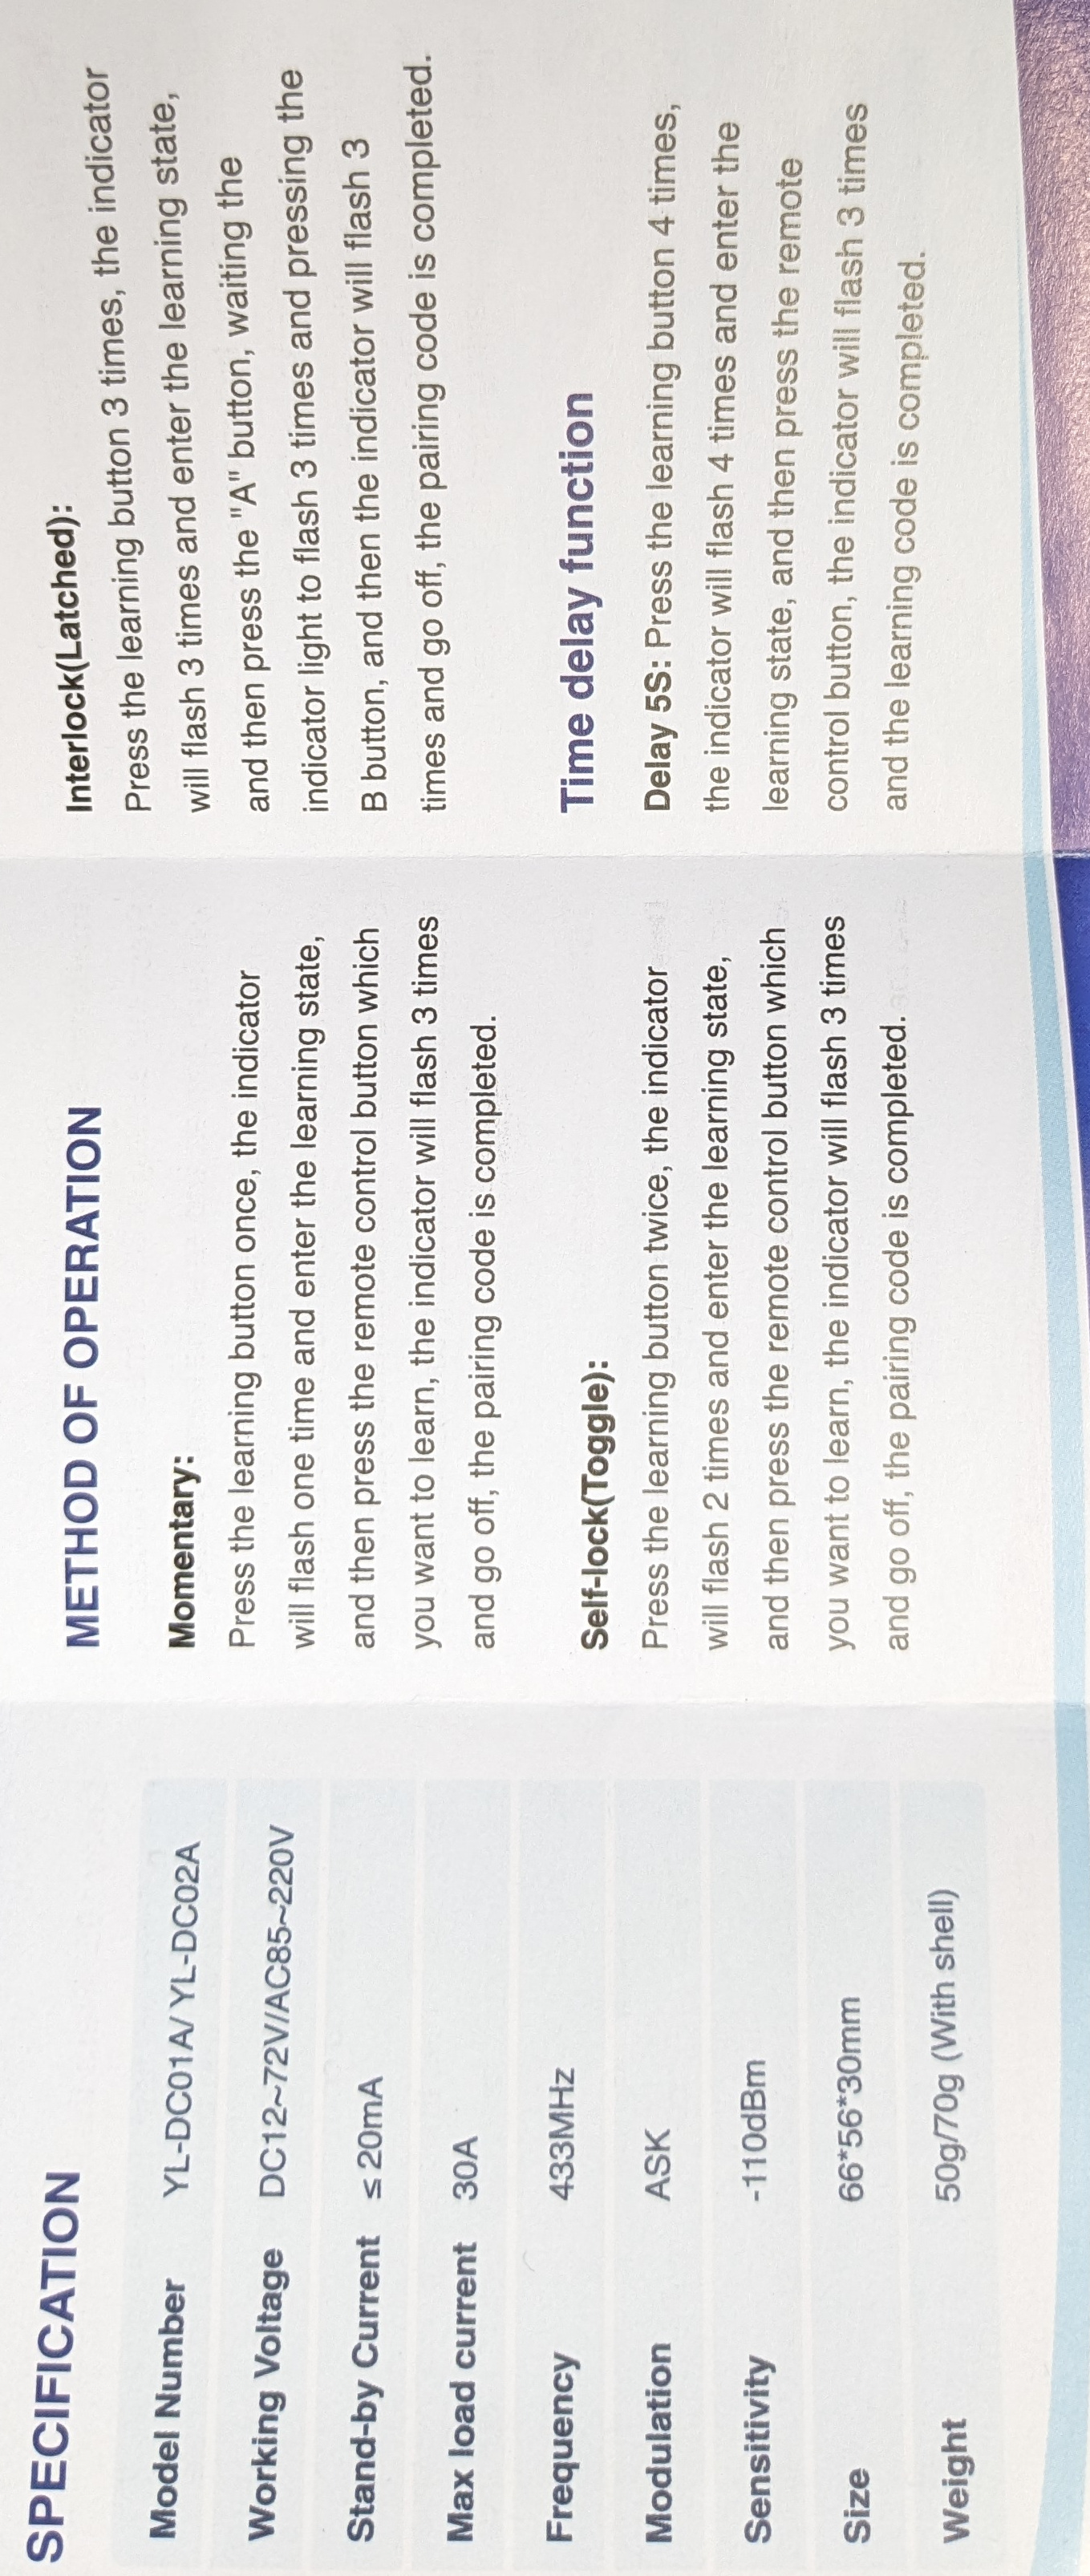 SPECIFICATION
Model Number YL-DC01A/ YL-DC02A
Working Voltage DC12~72V/AC85~220V
Stand-by Current ≤ 20mA
Max load current 30A
Frequency 433MHz
Modulation ASK
Sensitivity -110dBm
Size 66*56*30mm
Weight 50g/70g (With shell)
METHOD OF OPERATION
Momentary:
Press the learning button once, the indicator
will flash one time and enter the learning state,
and then press the remote control button which
you want to learn, the indicator will flash 3 times
and go off, the pairing code is completed.
Self-lock(Toggle):
Press the learning button twice, the indicator
will flash 2 times and enter the learning state,
and then press the remote control button which
you want to learn, the indicator will flash 3 times
and go off, the pairing code is completed.
Interlock(Latched):
Press the learning button 3 times, the indicator
will flash 3 times and enter the learning state,
and then press the "A" button, waiting the
indicator light to flash 3 times and pressing the
B button, and then the indicator will flash 3
times and go off, the pairing code is completed.
Time delay function
Delay 5S: Press the learning button 4 times,
the indicator will flash 4 times and enter the
learning state, and then press the remote
control button, the indicator will flash 3 times
and the learning code is completed.